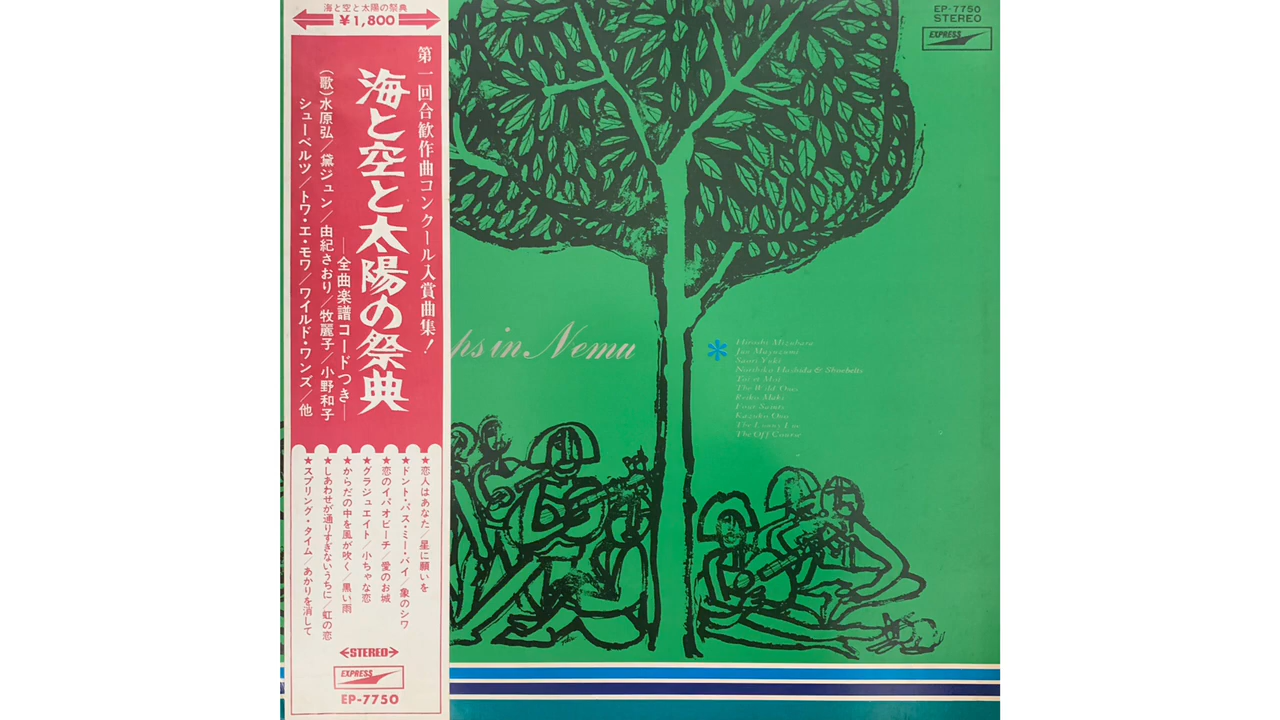 海と空と太陽の祭典
¥1,800
第一回合歓作曲コンクール入賞曲集!
海と空と太陽の祭典
―全曲楽譜コードつき―
(歌)水原弘/黛ジュン/由紀さおり/牧麗子/小野和子
シューベルツ/トワ・エ・モワ/ワイルド・ワンズ/他
★恋人はあなた/星に願いを
★ドント・パス・ミー・バイ/象のシワ
★恋のイパオビーチ/愛のお城
★グラジュエイト/小ちゃな恋
★からだの中を風が吹く/黒い雨
★しあわせが通りすぎないうちに/虹の恋
★スプリング・タイム/あかりを消して
STEREO
EXPRESS
EP-7750
EP-7750
STEREO
EXPRESS
ps in Nemu
Hiroshi Mizuhara
Jun Mayuzumi
Saori Yuki
Norihiko Hashida & Shoebelts
Toi et Moi
The Wild Ones
Reiko Maki
Four Saints
Kazuko Ono
The Off Course